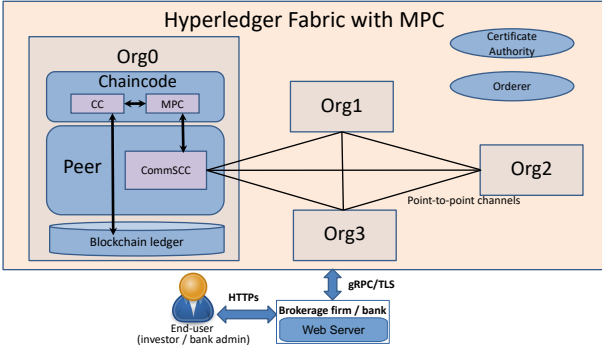 Hyperledger Fabric with MPC
Org0
Chaincode
CC
MPC
Peer
CommSCC
Blockchain ledger
Org1
Org2
Org3
Point-to-point channels
Certificate
Authority
Orderer
gRPC/TLS
HTTPs
End-user
(investor / bank admin)
Brokerage firm / bank
Web Server